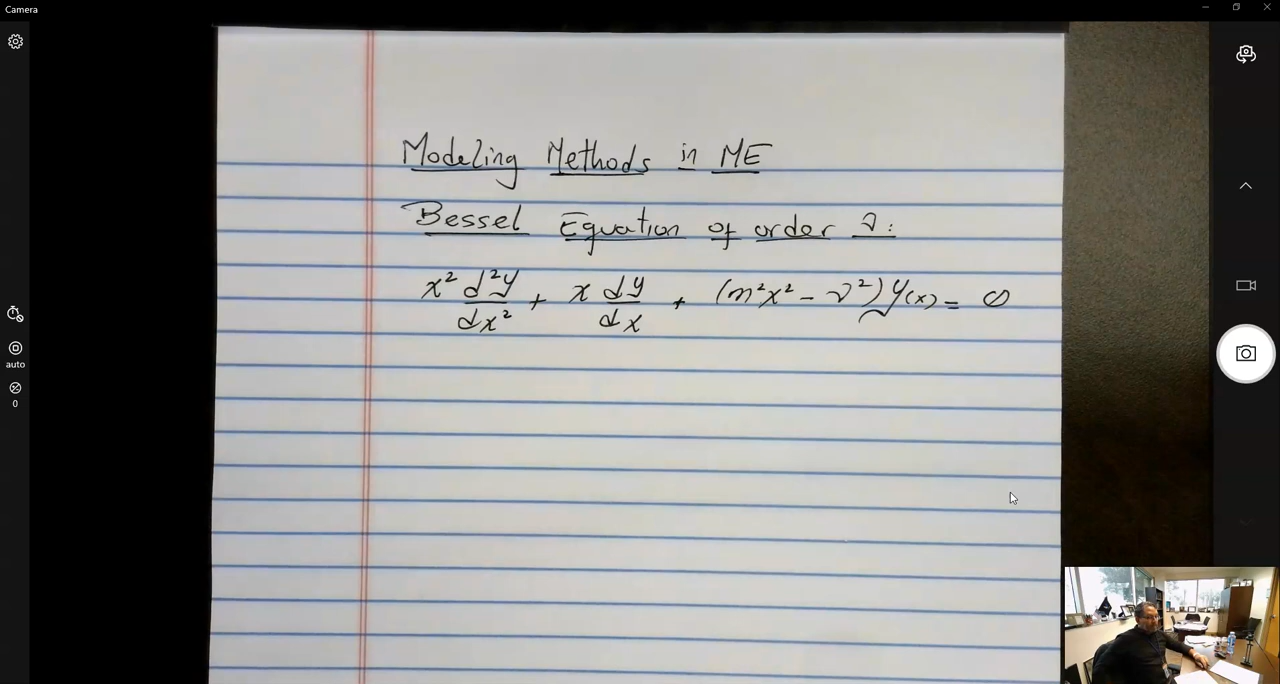 Camera
Modeling Methods in ME
Bessel Equation of order ν:
x² d²y/dx² + x dy/dx + (m²x² - ν²) y(x) = 0
auto
0